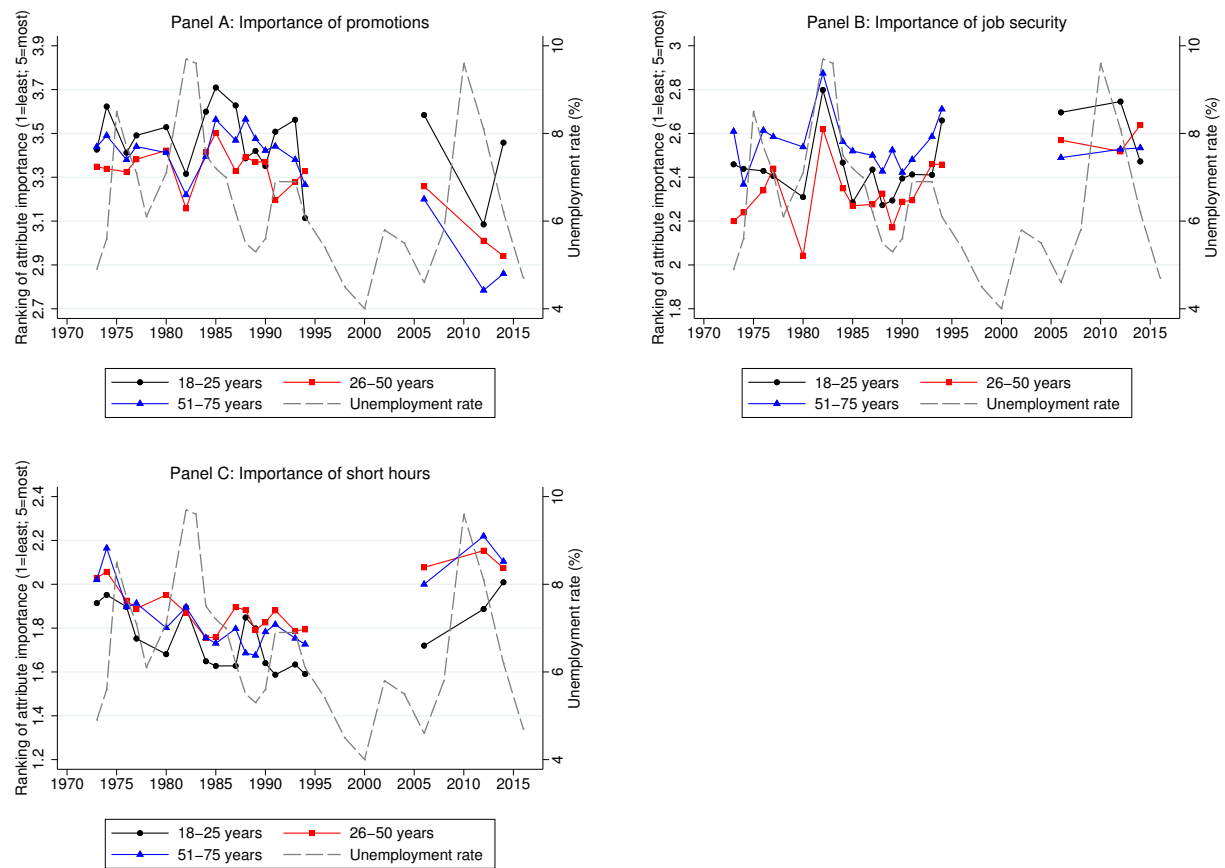 Panel A: Importance of promotions
Ranking of attribute importance (1=least; 5=most)
3.9
3.7
3.5
3.3
3.1
2.9
2.7
10
8
6
4
Unemployment rate (%)
1970 1975 1980 1985 1990 1995 2000 2005 2010 2015
18−25 years 26−50 years
51−75 years Unemployment rate
Panel B: Importance of job security
Ranking of attribute importance (1=least; 5=most)
3
2.8
2.6
2.4
2.2
2
1.8
10
8
6
4
Unemployment rate (%)
1970 1975 1980 1985 1990 1995 2000 2005 2010 2015
18−25 years 26−50 years
51−75 years Unemployment rate
Panel C: Importance of short hours
Ranking of attribute importance (1=least; 5=most)
2.4
2.2
2
1.8
1.6
1.4
1.2
10
8
6
4
Unemployment rate (%)
1970 1975 1980 1985 1990 1995 2000 2005 2010 2015
18−25 years 26−50 years
51−75 years Unemployment rate